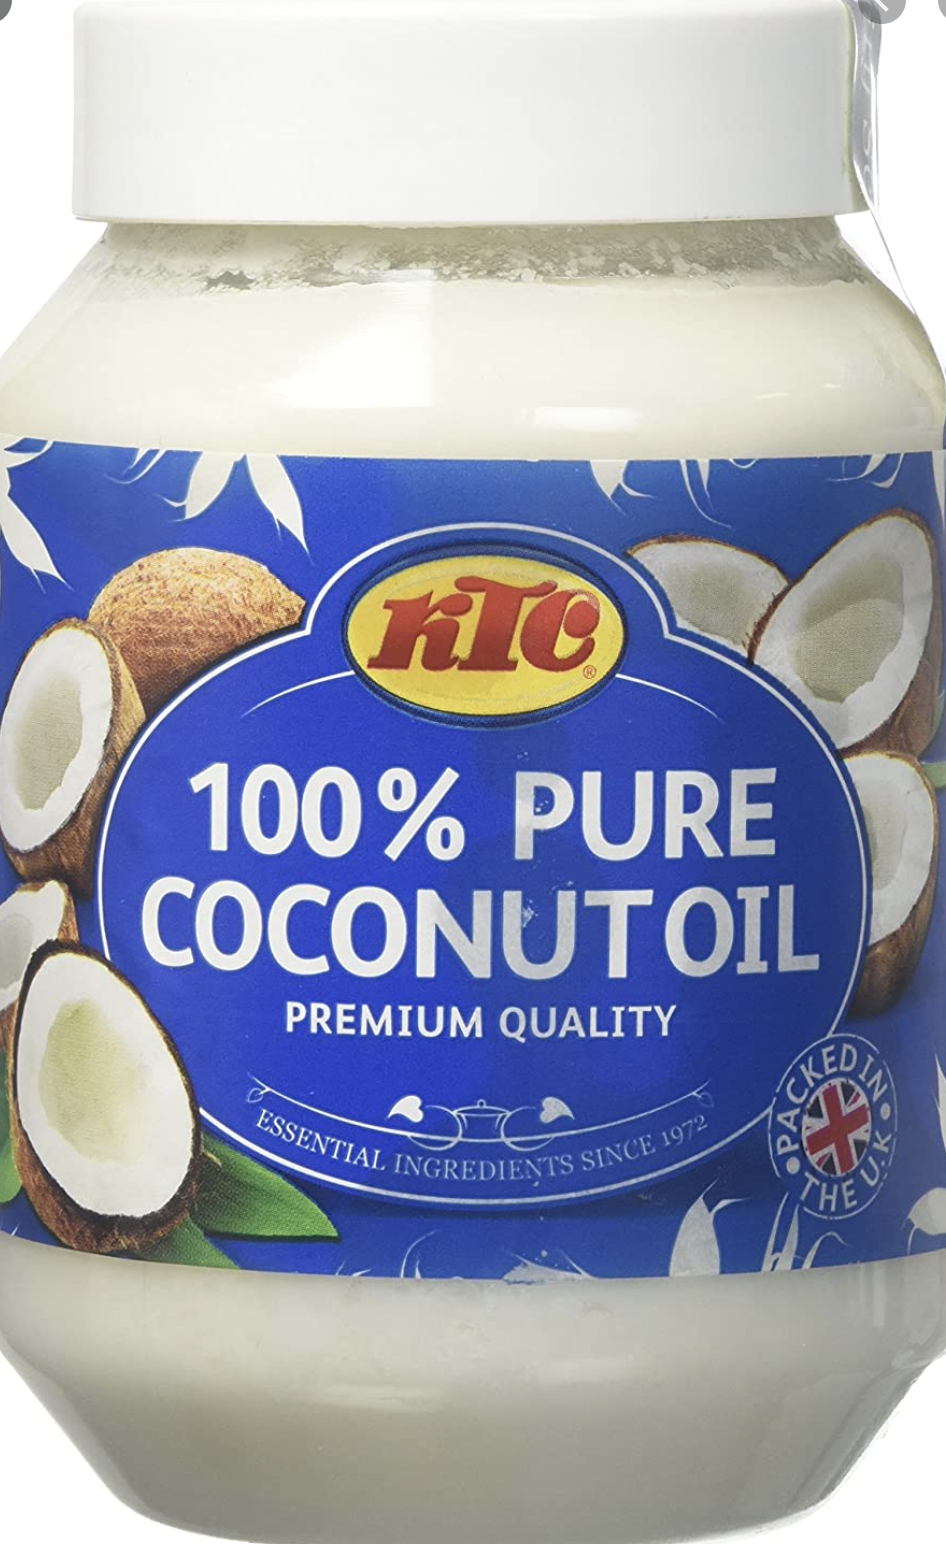 KTC®
100% PURE
COCONUT OIL
PREMIUM QUALITY
ESSENTIAL INGREDIENTS SINCE 1972
PACKED IN
THE U.K